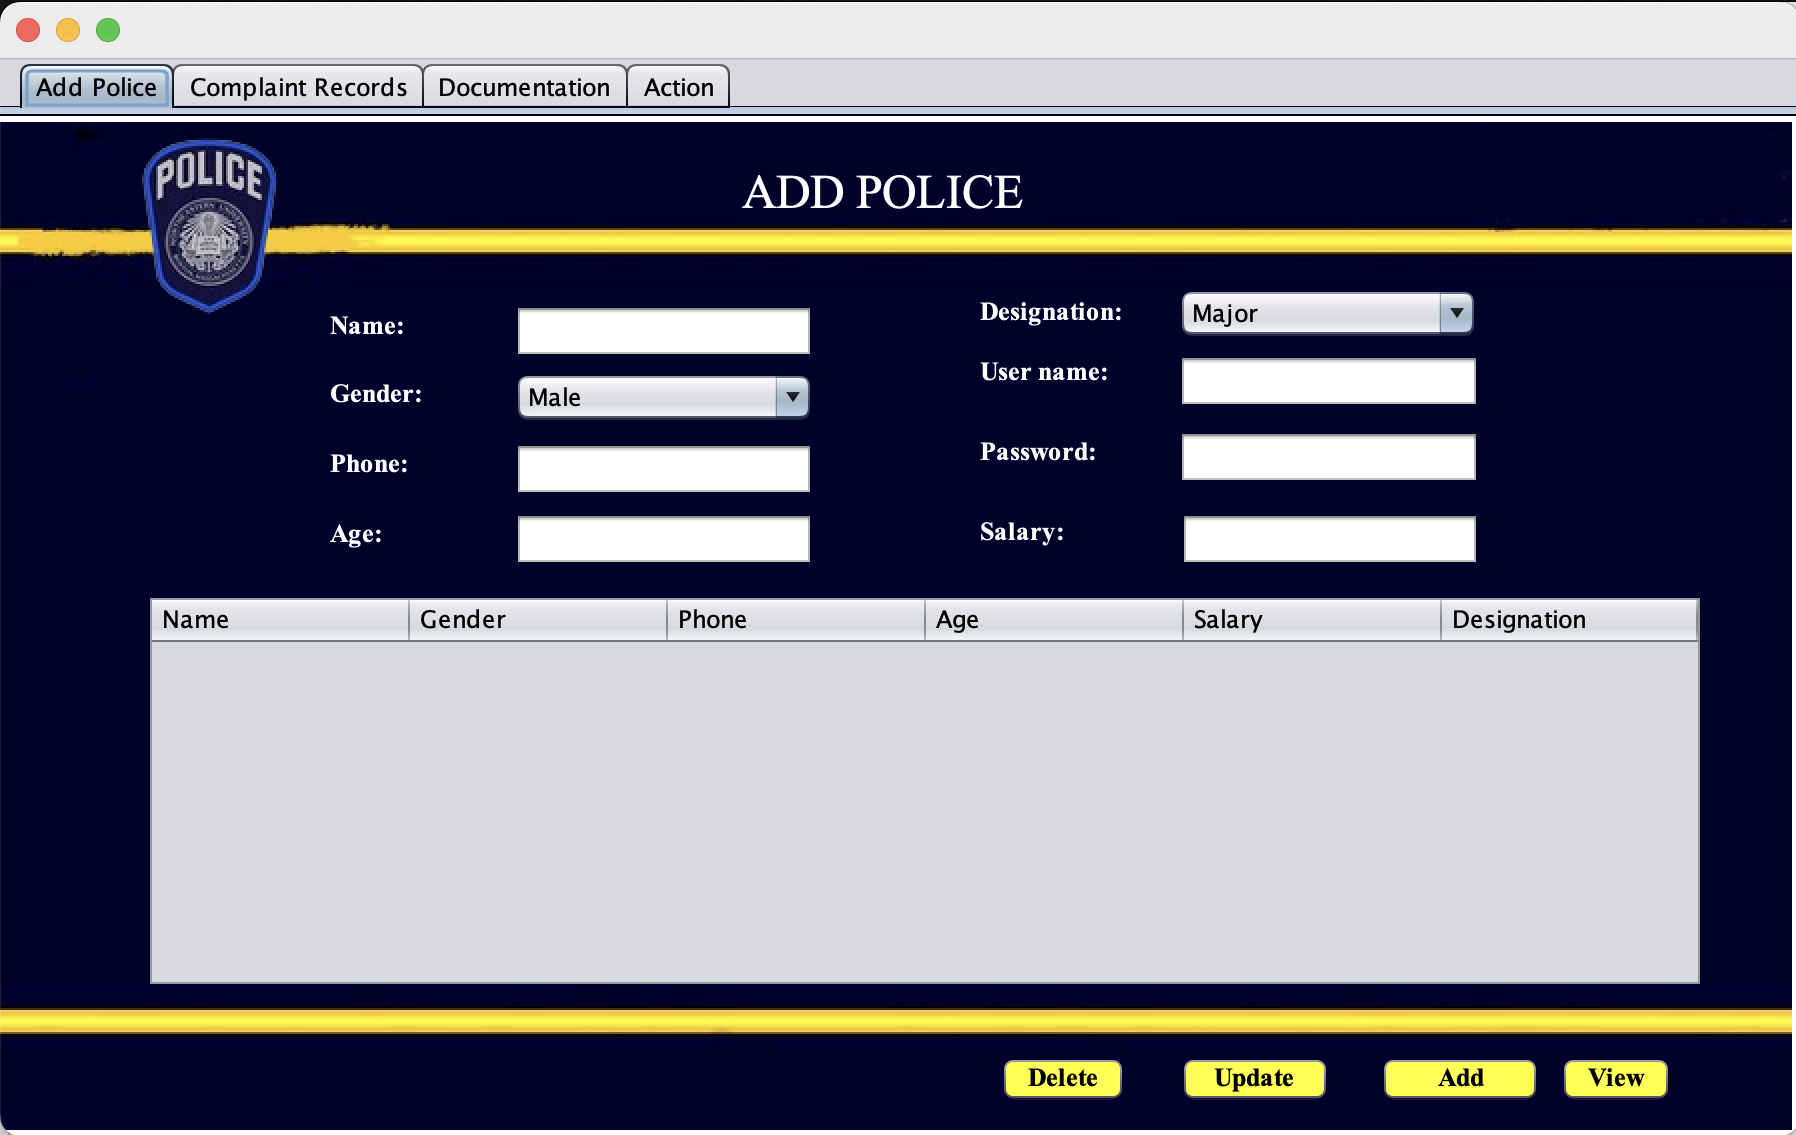 Add Police Complaint Records Documentation Action
POLICE
ADD POLICE
Name:
Gender: Male
Phone:
Age:
Designation: Major
User name:
Password:
Salary:
Name Gender Phone Age Salary Designation
Delete Update Add View